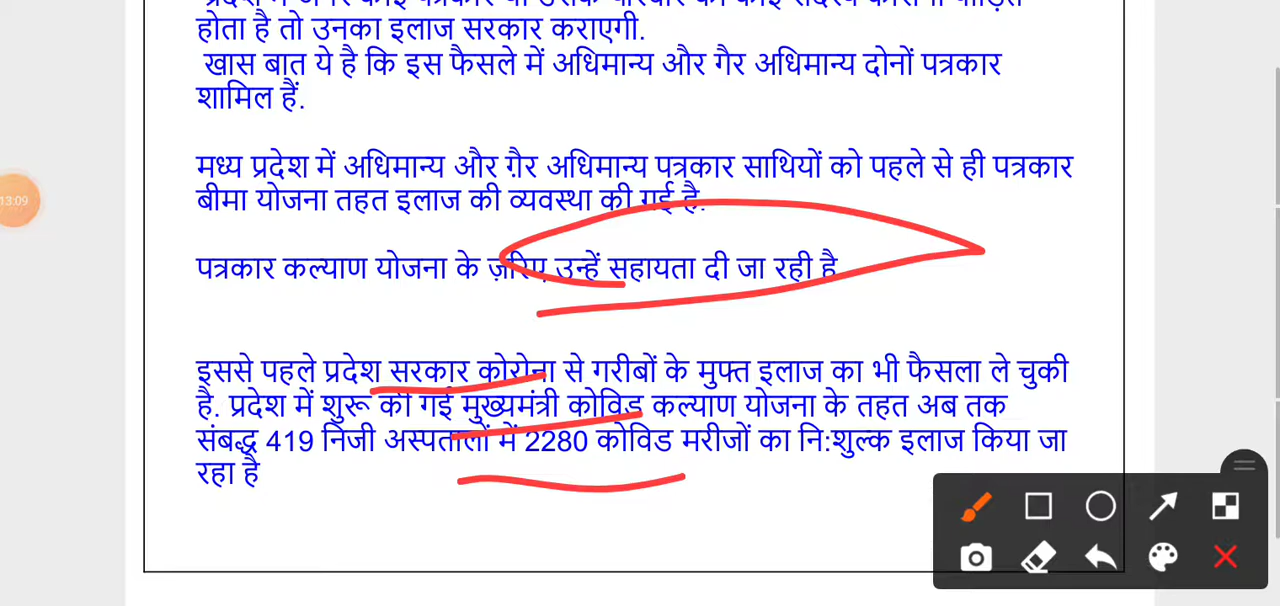 होता है तो उनका इलाज सरकार कराएगी.
खास बात ये है कि इस फैसले में अधिमान्य और गैर अधिमान्य दोनों पत्रकार
शामिल हैं.
मध्य प्रदेश में अधिमान्य और ग़ैर अधिमान्य पत्रकार साथियों को पहले से ही पत्रकार
बीमा योजना तहत इलाज की व्यवस्था की गई है.
13:09
पत्रकार कल्याण योजना के ज़रिए उन्हें सहायता दी जा रही है
इससे पहले प्रदेश सरकार कोरोना से गरीबों के मुफ्त इलाज का भी फैसला ले चुकी
है. प्रदेश में शुरू की गई मुख्यमंत्री कोविड कल्याण योजना के तहत अब तक
संबद्ध 419 निजी अस्पतालों में 2280 कोविड मरीजों का नि:शुल्क इलाज किया जा
रहा है